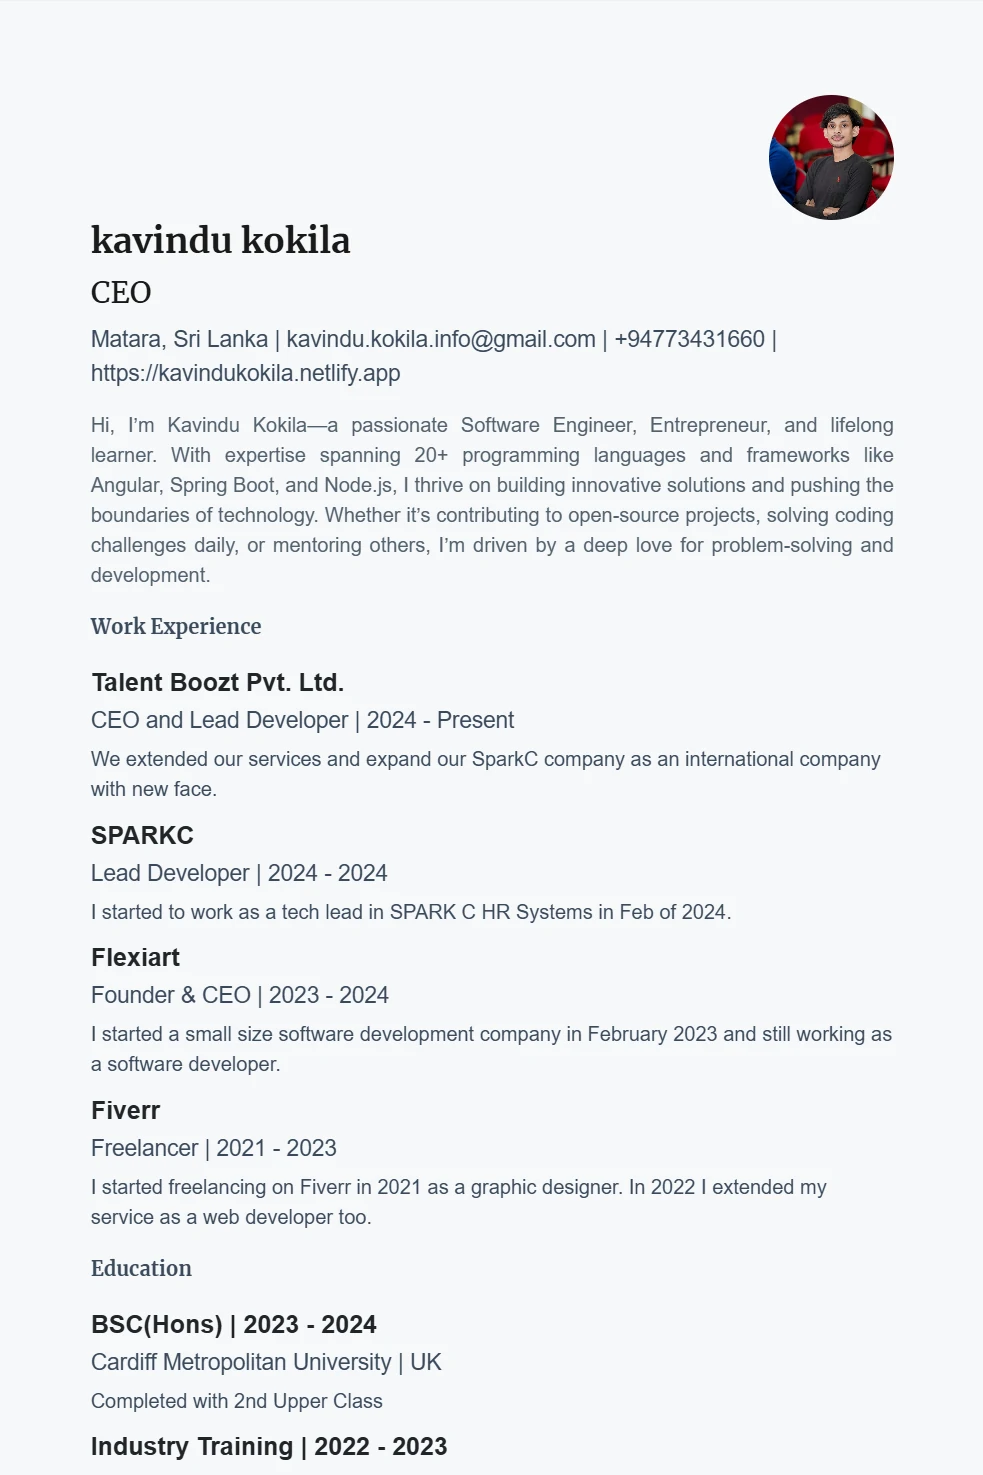 kavindu kokila
CEO
Matara, Sri Lanka | kavindu.kokila.info@gmail.com | +94773431660 |
https://kavindukokila.netlify.app
Hi, I’m Kavindu Kokila—a passionate Software Engineer, Entrepreneur, and lifelong
learner. With expertise spanning 20+ programming languages and frameworks like
Angular, Spring Boot, and Node.js, I thrive on building innovative solutions and pushing the
boundaries of technology. Whether it’s contributing to open-source projects, solving coding
challenges daily, or mentoring others, I’m driven by a deep love for problem-solving and
development.
Work Experience
Talent Boozt Pvt. Ltd.
CEO and Lead Developer | 2024 - Present
We extended our services and expand our SparkC company as an international company
with new face.
SPARKC
Lead Developer | 2024 - 2024
I started to work as a tech lead in SPARK C HR Systems in Feb of 2024.
Flexiart
Founder & CEO | 2023 - 2024
I started a small size software development company in February 2023 and still working as
a software developer.
Fiverr
Freelancer | 2021 - 2023
I started freelancing on Fiverr in 2021 as a graphic designer. In 2022 I extended my
service as a web developer too.
Education
BSC(Hons) | 2023 - 2024
Cardiff Metropolitan University | UK
Completed with 2nd Upper Class
Industry Training | 2022 - 2023